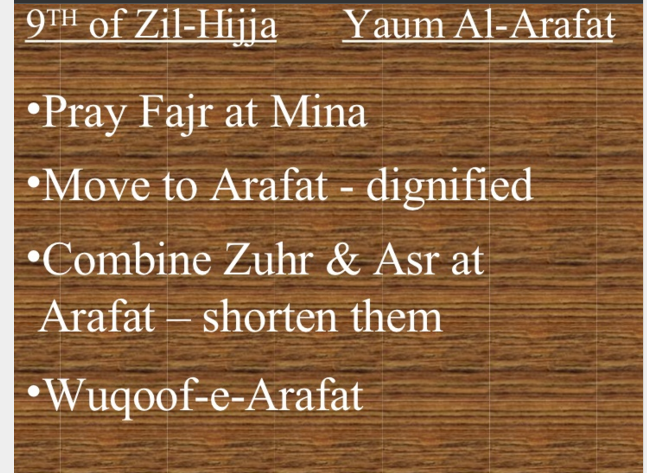 9TH of Zil-Hijja Yaum Al-Arafat
•Pray Fajr at Mina
•Move to Arafat - dignified
•Combine Zuhr & Asr at
Arafat – shorten them
•Wuqoof-e-Arafat